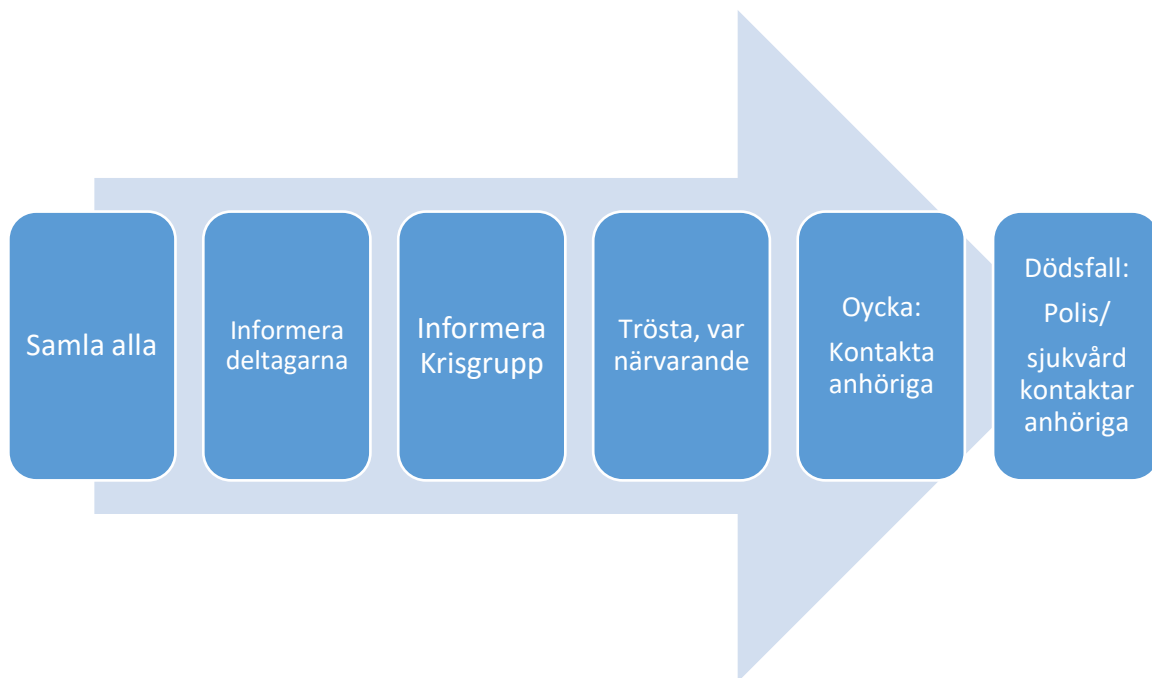 Samla alla
Informera
deltagarna
Informera
Krisgrupp
Trösta, var
närvarande
Oycka:
Kontakta
anhöriga
Dödsfall:
Polis/
sjukvård
kontaktar
anhöriga